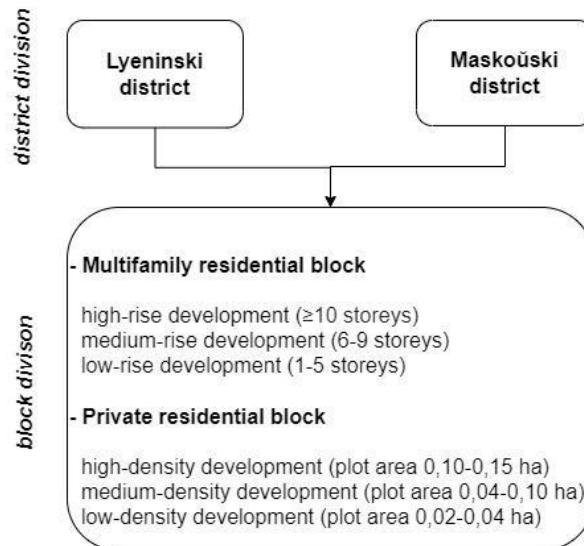 district division
Lyeninski
district
Maskoŭski
district
block divison
- Multifamily residential block
high-rise development (≥10 storeys)
medium-rise development (6-9 storeys)
low-rise development (1-5 storeys)
- Private residential block
high-density development (plot area 0,10-0,15 ha)
medium-density development (plot area 0,04-0,10 ha)
low-density development (plot area 0,02-0,04 ha)